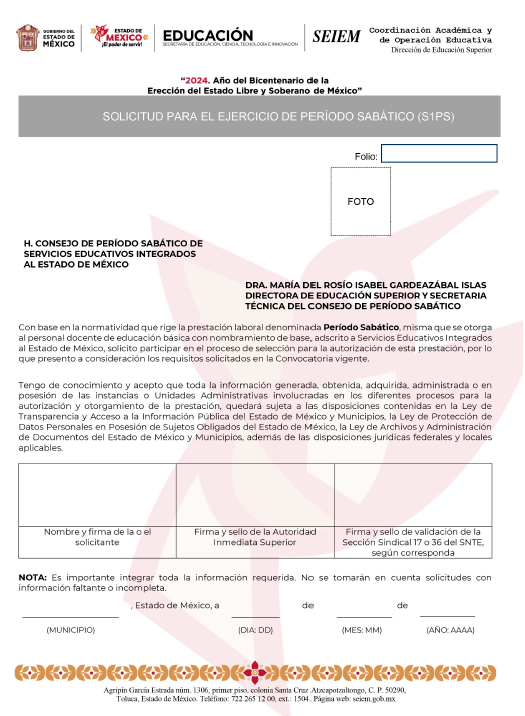 GOBIERNO DEL
ESTADO DE
MÉXICO
ESTADO DE
MÉXICO
¡El poder de servir!
EDUCACIÓN
SECRETARÍA DE EDUCACIÓN, CIENCIA, TECNOLOGÍA E INNOVACIÓN
SEIEM
Coordinación Académica y
de Operación Educativa
Dirección de Educación Superior
“2024. Año del Bicentenario de la
Erección del Estado Libre y Soberano de México”
SOLICITUD PARA EL EJERCICIO DE PERÍODO SABÁTICO (S1PS)
Folio:
FOTO
H. CONSEJO DE PERÍODO SABÁTICO DE
SERVICIOS EDUCATIVOS INTEGRADOS
AL ESTADO DE MÉXICO
DRA. MARÍA DEL ROSÍO ISABEL GARDEAZÁBAL ISLAS
DIRECTORA DE EDUCACIÓN SUPERIOR Y SECRETARIA
TÉCNICA DEL CONSEJO DE PERÍODO SABÁTICO
Con base en la normatividad que rige la prestación laboral denominada Período Sabático, misma que se otorga
al personal docente de educación básica con nombramiento de base, adscrito a Servicios Educativos Integrados
al Estado de México, solicito participar en el proceso de selección para la autorización de esta prestación, por lo
que presento a consideración los requisitos solicitados en la Convocatoria vigente.
Tengo de conocimiento y acepto que toda la información generada, obtenida, adquirida, administrada o en
posesión de las instancias o Unidades Administrativas involucradas en los diferentes procesos para la
autorización y otorgamiento de la prestación, quedará sujeta a las disposiciones contenidas en la Ley de
Transparencia y Acceso a la Información Pública del Estado de México y Municipios, la Ley de Protección de
Datos Personales en Posesión de Sujetos Obligados del Estado de México, la Ley de Archivos y Administración
de Documentos del Estado de México y Municipios, además de las disposiciones jurídicas federales y locales
aplicables.
Nombre y firma de la o el
solicitante
Firma y sello de la Autoridad
Inmediata Superior
Firma y sello de validación de la
Sección Sindical 17 o 36 del SNTE,
según corresponda
NOTA: Es importante integrar toda la información requerida. No se tomarán en cuenta solicitudes con
información faltante o incompleta.
, Estado de México, a de de
(MUNICIPIO) (DIA: DD) (MES: MM) (AÑO: AAAA)
Agripín García Estrada núm. 1306, primer piso, colonia Santa Cruz Atzcapotzaltongo, C. P. 50290,
Toluca, Estado de México. Teléfono: 722 265 12 00, ext.: 1504. Página web: seiem.gob.mx